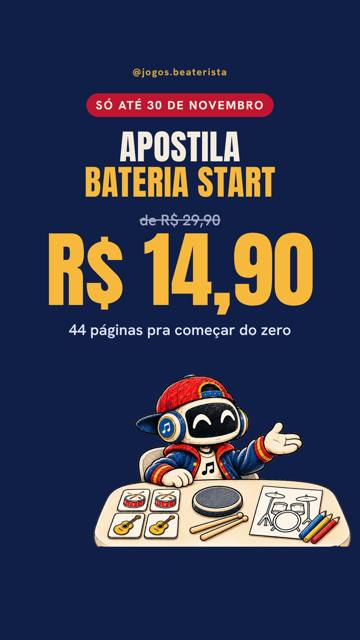 @jogos.beaterista
SÓ ATÉ 30 DE NOVEMBRO
APOSTILA
BATERIA START
de R$ 29,90
R$ 14,90
44 páginas pra começar do zero